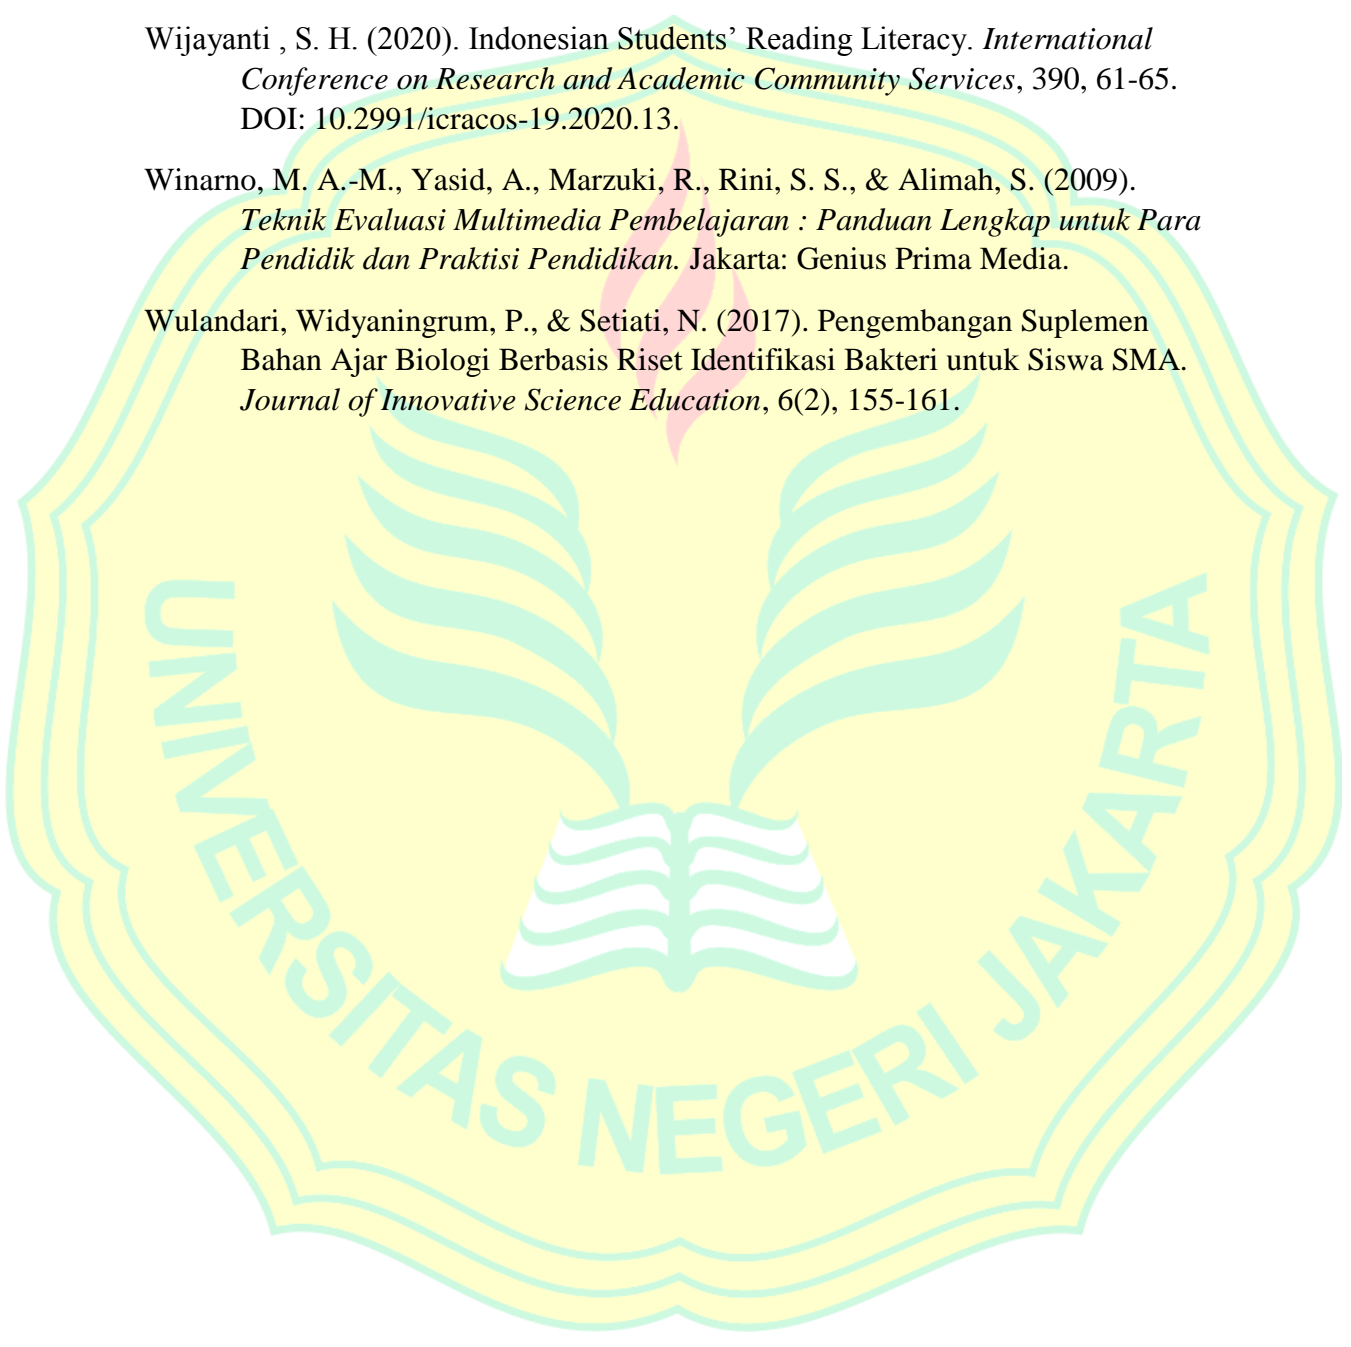 Wijayanti , S. H. (2020). Indonesian Students’ Reading Literacy. International
Conference on Research and Academic Community Services, 390, 61-65.
DOI: 10.2991/icracos-19.2020.13.
Winarno, M. A.-M., Yasid, A., Marzuki, R., Rini, S. S., & Alimah, S. (2009).
Teknik Evaluasi Multimedia Pembelajaran : Panduan Lengkap untuk Para
Pendidik dan Praktisi Pendidikan. Jakarta: Genius Prima Media.
Wulandari, Widyaningrum, P., & Setiati, N. (2017). Pengembangan Suplemen
Bahan Ajar Biologi Berbasis Riset Identifikasi Bakteri untuk Siswa SMA.
Journal of Innovative Science Education, 6(2), 155-161.
UNIVERSITAS NEGERI JAKARTA